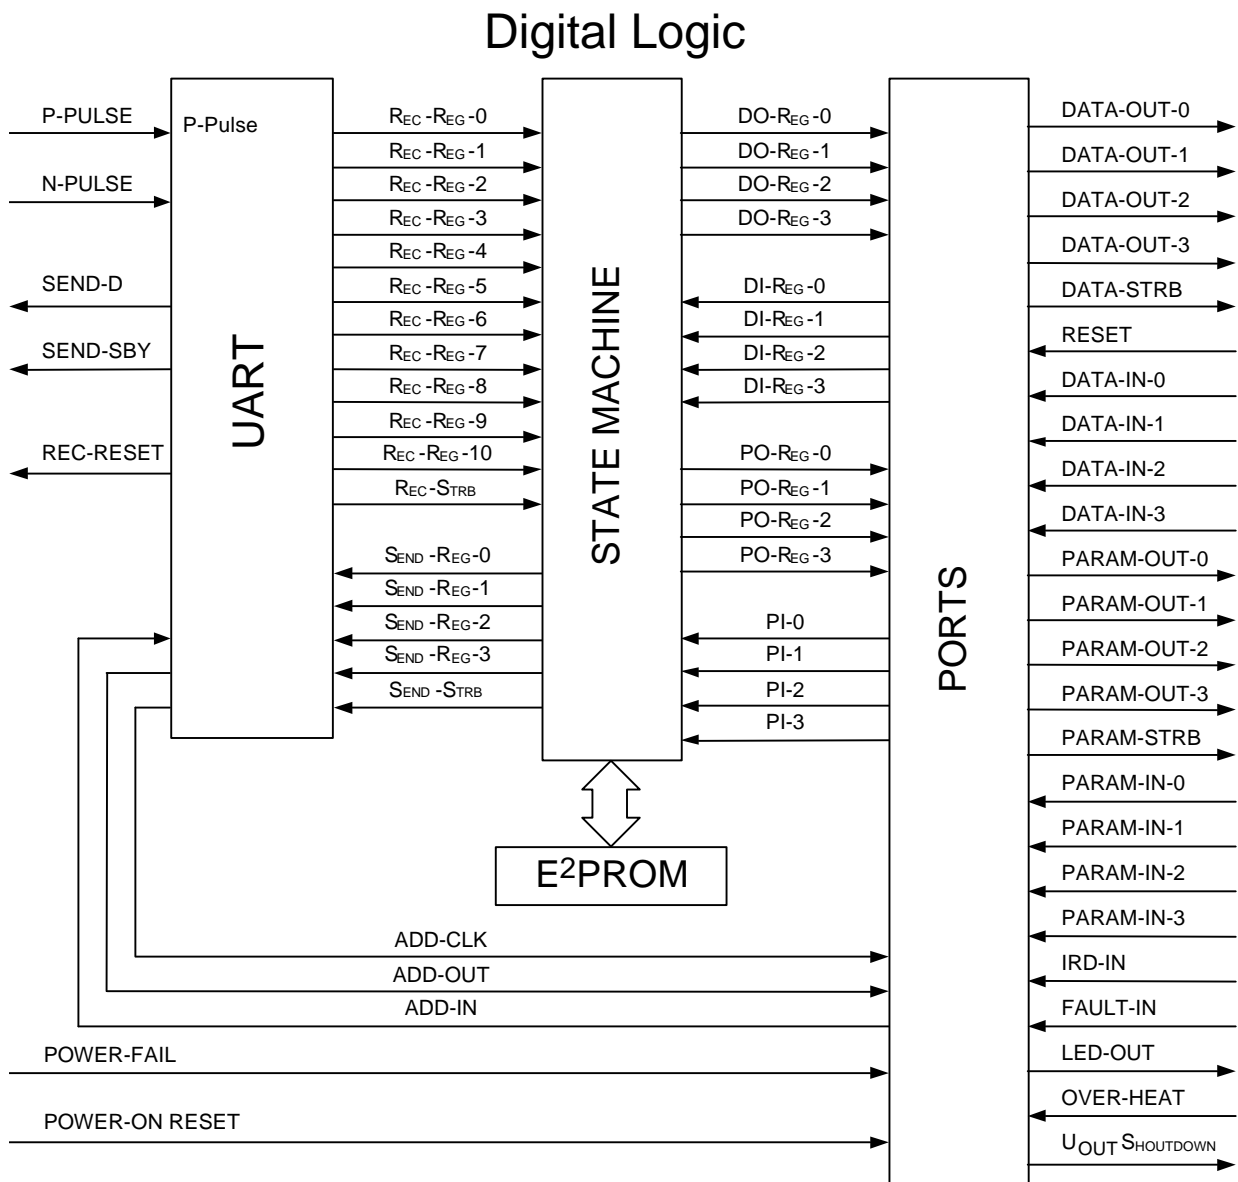 Digital Logic
P-PULSE
N-PULSE
SEND-D
SEND-SBY
REC-RESET
P-Pulse
UART
REC-REG-0
REC-REG-1
REC-REG-2
REC-REG-3
REC-REG-4
REC-REG-5
REC-REG-6
REC-REG-7
REC-REG-8
REC-REG-9
REC-REG-10
REC-STRB
SEND-REG-0
SEND-REG-1
SEND-REG-2
SEND-REG-3
SEND-STRB
STATE MACHINE
E²PROM
DO-REG-0
DO-REG-1
DO-REG-2
DO-REG-3
DI-REG-0
DI-REG-1
DI-REG-2
DI-REG-3
PO-REG-0
PO-REG-1
PO-REG-2
PO-REG-3
PI-0
PI-1
PI-2
PI-3
ADD-CLK
ADD-OUT
ADD-IN
POWER-FAIL
POWER-ON RESET
PORTS
DATA-OUT-0
DATA-OUT-1
DATA-OUT-2
DATA-OUT-3
DATA-STRB
RESET
DATA-IN-0
DATA-IN-1
DATA-IN-2
DATA-IN-3
PARAM-OUT-0
PARAM-OUT-1
PARAM-OUT-2
PARAM-OUT-3
PARAM-STRB
PARAM-IN-0
PARAM-IN-1
PARAM-IN-2
PARAM-IN-3
IRD-IN
FAULT-IN
LED-OUT
OVER-HEAT
UOUT SHOUTDOWN